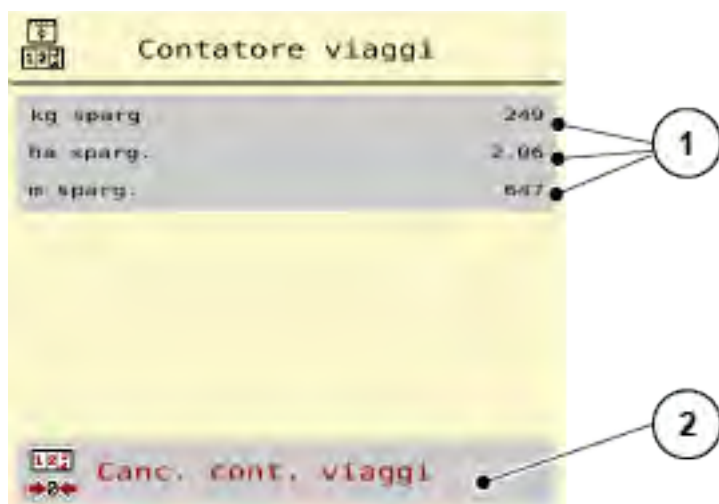 Contatore viaggi
kg sparg 249
ha sparg. 2.06
m sparg. 647
1
Canc. cont. viaggi
2